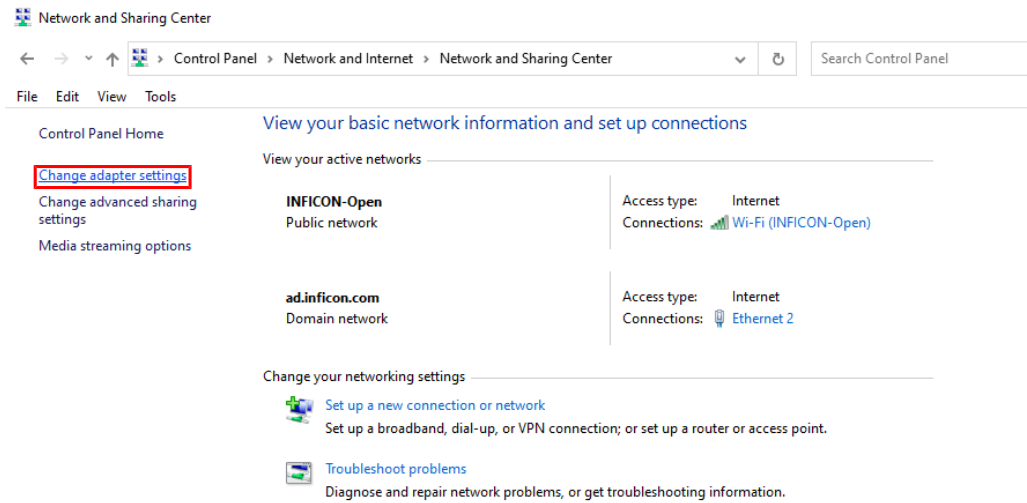 Network and Sharing Center
Control Panel > Network and Internet > Network and Sharing Center
Search Control Panel
File Edit View Tools
Control Panel Home
Change adapter settings
Change advanced sharing
settings
Media streaming options
View your basic network information and set up connections
View your active networks
INFICON-Open
Public network
Access type: Internet
Connections: Wi-Fi (INFICON-Open)
ad.inficon.com
Domain network
Access type: Internet
Connections: Ethernet 2
Change your networking settings
Set up a new connection or network
Set up a broadband, dial-up, or VPN connection; or set up a router or access point.
Troubleshoot problems
Diagnose and repair network problems, or get troubleshooting information.